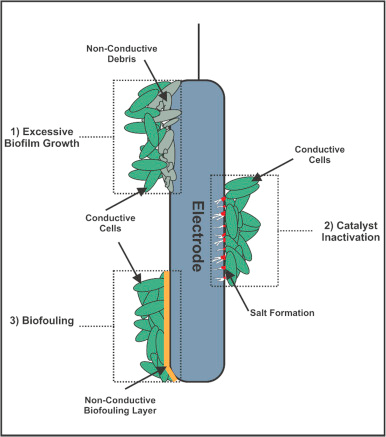 Non-Conductive
Debris
1) Excessive
Biofilm Growth
Conductive
Cells
Conductive
Cells
Electrode
2) Catalyst
Inactivation
Salt Formation
3) Biofouling
Non-Conductive
Biofouling Layer